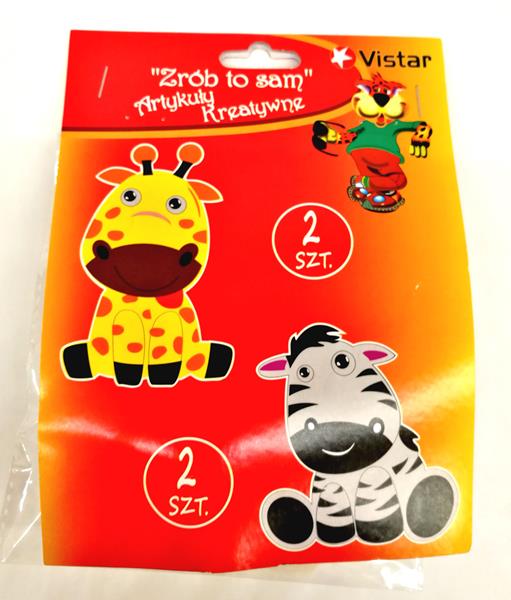 Vistar
"Zrób to sam"
Artykuły
Kreatywne
2
SZT.
2
SZT.